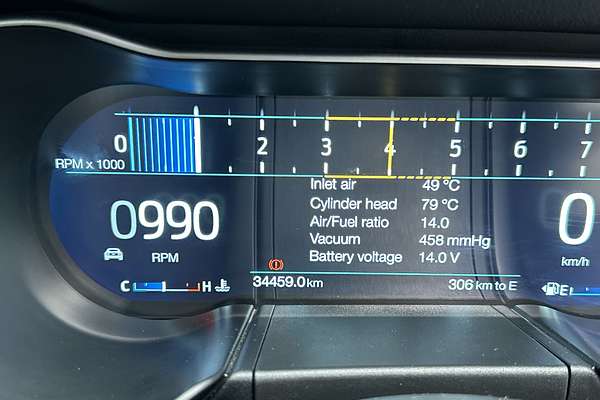 0 2 3 4 5 6 7
RPM x 1000
Inlet air 49 °C
Cylinder head 79 °C
Air/Fuel ratio 14.0
Vacuum 458 mmHg
Battery voltage 14.0 V
0990
RPM
0
km/h
C H
34459.0 km 306 km to E
E